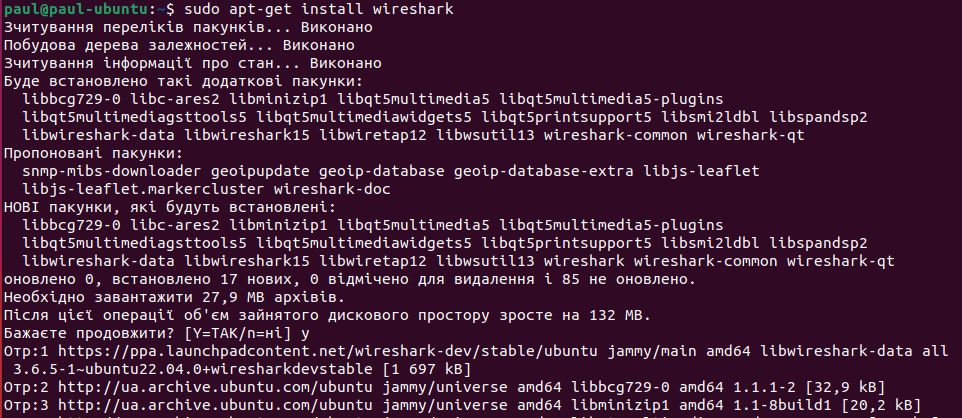 paul@paul-ubuntu:~$ sudo apt-get install wireshark
Зчитування переліків пакунків... Виконано
Побудова дерева залежностей... Виконано
Зчитування інформації про стан... Виконано
Буде встановлено такі додаткові пакунки:
  libbcg729-0 libc-ares2 libminizip1 libqt5multimedia5 libqt5multimedia5-plugins
  libqt5multimediagsttools5 libqt5multimediawidgets5 libqt5printsupport5 libsmi2ldbl libspandsp2
  libwireshark-data libwireshark15 libwiretap12 libwsutil13 wireshark-common wireshark-qt
Пропоновані пакунки:
  snmp-mibs-downloader geoipupdate geoip-database geoip-database-extra libjs-leaflet
  libjs-leaflet.markercluster wireshark-doc
НОВІ пакунки, які будуть встановлені:
  libbcg729-0 libc-ares2 libminizip1 libqt5multimedia5 libqt5multimedia5-plugins
  libqt5multimediagsttools5 libqt5multimediawidgets5 libqt5printsupport5 libsmi2ldbl libspandsp2
  libwireshark-data libwireshark15 libwiretap12 libwsutil13 wireshark wireshark-common wireshark-qt
оновлено 0, встановлено 17 нових, 0 відмічено для видалення і 85 не оновлено.
Необхідно завантажити 27,9 MB архівів.
Після цієї операції об'єм зайнятого дискового простору зросте на 132 MB.
Бажаєте продовжити? [Y=ТАК/n=ні] y
Отр:1 https://ppa.launchpadcontent.net/wireshark-dev/stable/ubuntu jammy/main amd64 libwireshark-data all
 3.6.5-1~ubuntu22.04.0+wiresharkdevstable [1 697 kB]
Отр:2 http://ua.archive.ubuntu.com/ubuntu jammy/universe amd64 libbcg729-0 amd64 1.1.1-2 [32,9 kB]
Отр:3 http://ua.archive.ubuntu.com/ubuntu jammy/universe amd64 libminizip1 amd64 1.1-8build1 [20,2 kB]